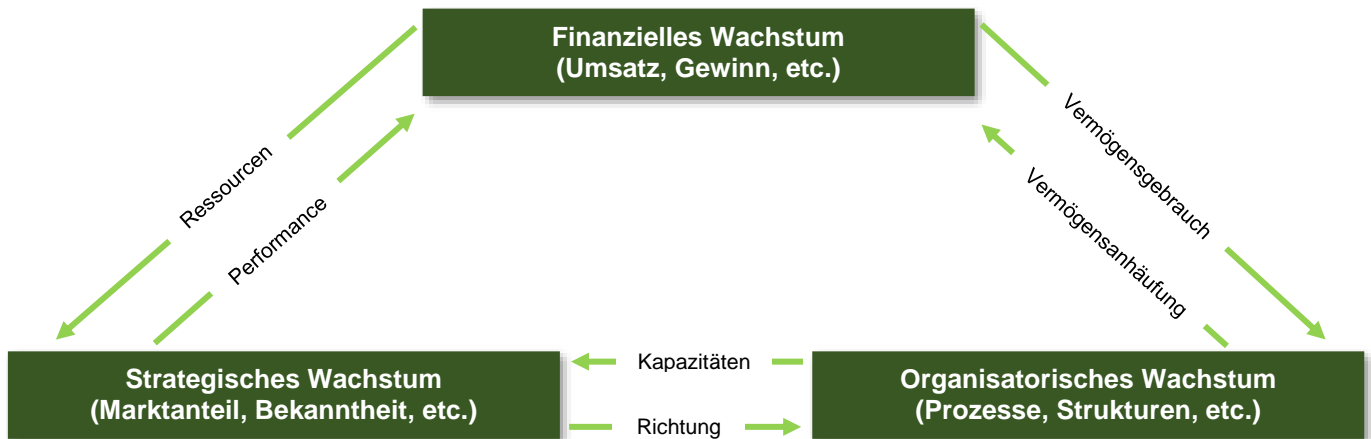 Finanzielles Wachstum
(Umsatz, Gewinn, etc.)
Ressourcen
Performance
Vermögensgebrauch
Vermögensanhäufung
Strategisches Wachstum
(Marktanteil, Bekanntheit, etc.)
Kapazitäten
Richtung
Organisatorisches Wachstum
(Prozesse, Strukturen, etc.)